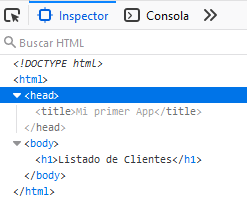 Inspector Consola
Buscar HTML
<!DOCTYPE html>
<html>
<head>
<title>Mi primer App</title>
</head>
<body>
<h1>Listado de Clientes</h1>
</body>
</html>